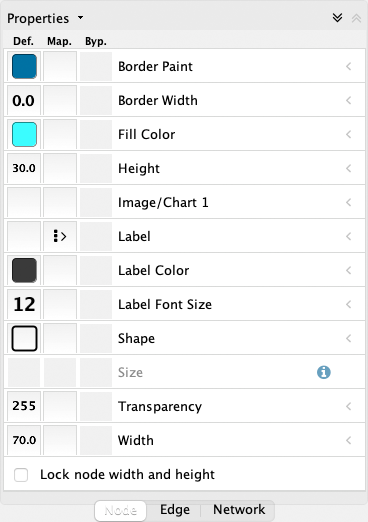 Properties
Def. Map. Byp.
Border Paint
0.0 Border Width
Fill Color
30.0 Height
Image/Chart 1
Label
Label Color
12 Label Font Size
Shape
Size
255 Transparency
70.0 Width
Lock node width and height
Node Edge Network